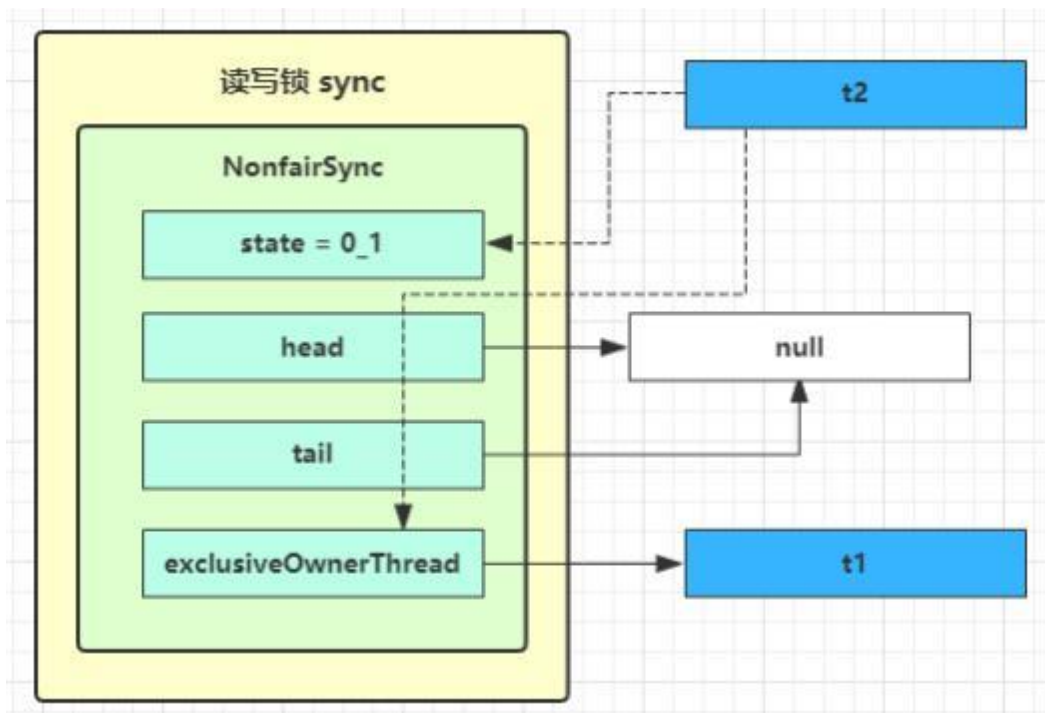 读写锁 sync
t2
NonfairSync
state = 0_1
head
null
tail
exclusiveOwnerThread
t1